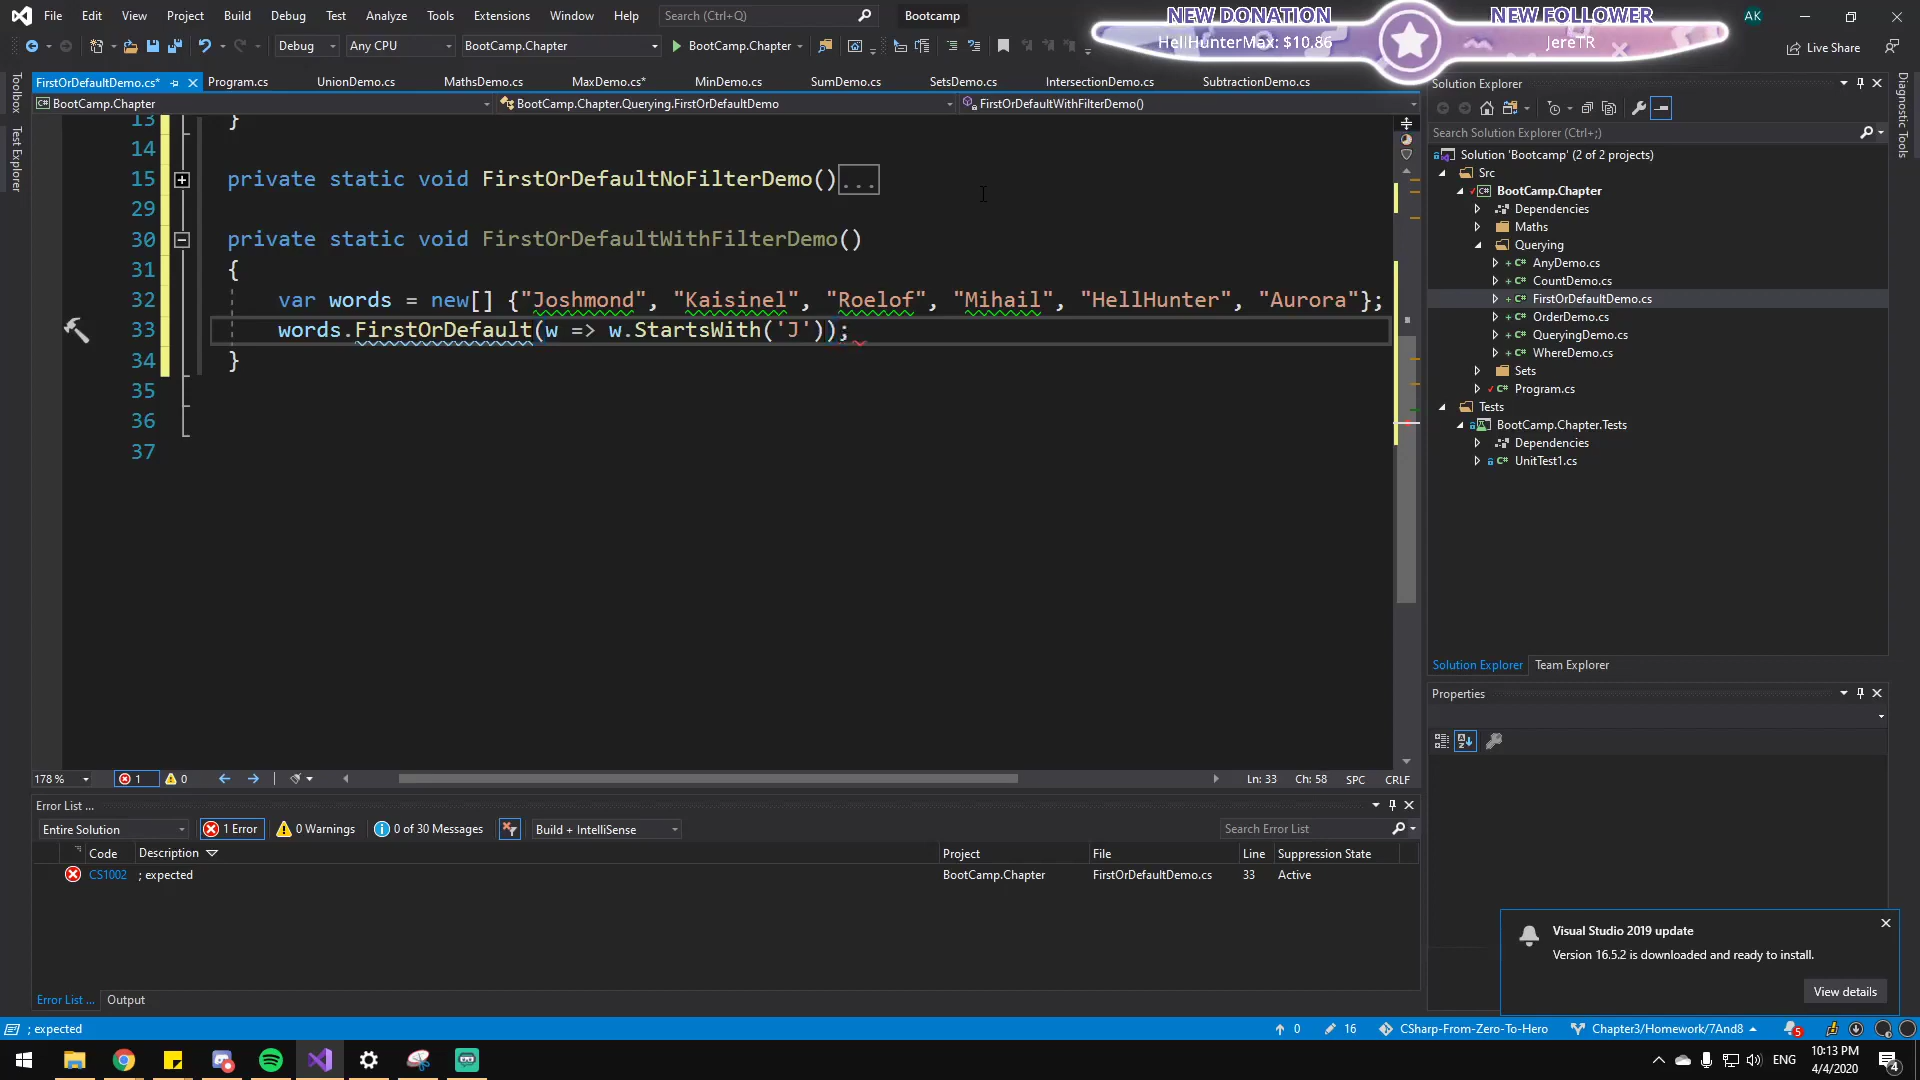 File Edit View Project Build Debug Test Analyze Tools Extensions Window Help Search (Ctrl+Q) Bootcamp
NEW DONATION NEW FOLLOWER
HellHunterMax: $10.86 JereTR
AK
Debug Any CPU BootCamp.Chapter BootCamp.Chapter Live Share
FirstOrDefaultDemo.cs* Program.cs UnionDemo.cs MathsDemo.cs MaxDemo.cs* MinDemo.cs SumDemo.cs SetsDemo.cs IntersectionDemo.cs SubtractionDemo.cs
BootCamp.Chapter BootCamp.Chapter.Querying.FirstOrDefaultDemo FirstOrDefaultWithFilterDemo()
Toolbox
Test Explorer
13 }
14
15 private static void FirstOrDefaultNoFilterDemo()...
29
30 private static void FirstOrDefaultWithFilterDemo()
31 {
32 var words = new[] {"Joshmond", "Kaisinel", "Roelof", "Mihail", "HellHunter", "Aurora"};
33 words.FirstOrDefault(w => w.StartsWith('J'));
34 }
35
36
37
178 % 1 0 Ln: 33 Ch: 58 SPC CRLF
Solution Explorer
Search Solution Explorer (Ctrl+;)
Solution 'Bootcamp' (2 of 2 projects)
Src
BootCamp.Chapter
Dependencies
Maths
Querying
AnyDemo.cs
CountDemo.cs
FirstOrDefaultDemo.cs
OrderDemo.cs
QueryingDemo.cs
WhereDemo.cs
Sets
Program.cs
Tests
BootCamp.Chapter.Tests
Dependencies
UnitTest1.cs
Solution Explorer Team Explorer
Diagnostic Tools
Properties
Error List ...
Entire Solution 1 Error 0 Warnings 0 of 30 Messages Build + IntelliSense Search Error List
Code Description Project File Line Suppression State
CS1002 ; expected BootCamp.Chapter FirstOrDefaultDemo.cs 33 Active
Visual Studio 2019 update
Version 16.5.2 is downloaded and ready to install.
View details
Error List ... Output
; expected 0 16 CSharp-From-Zero-To-Hero Chapter3/Homework/7And8 5
ENG
10:13 PM
4/4/2020
4